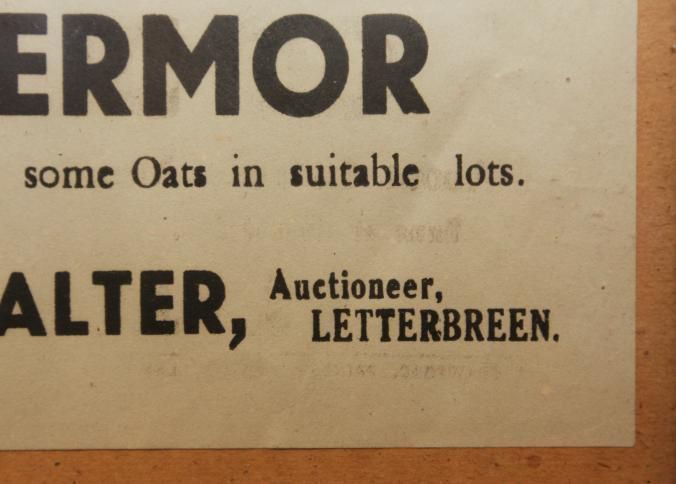 ERMOR
some Oats in suitable lots.
ALTER, Auctioneer,
LETTERBREEN.